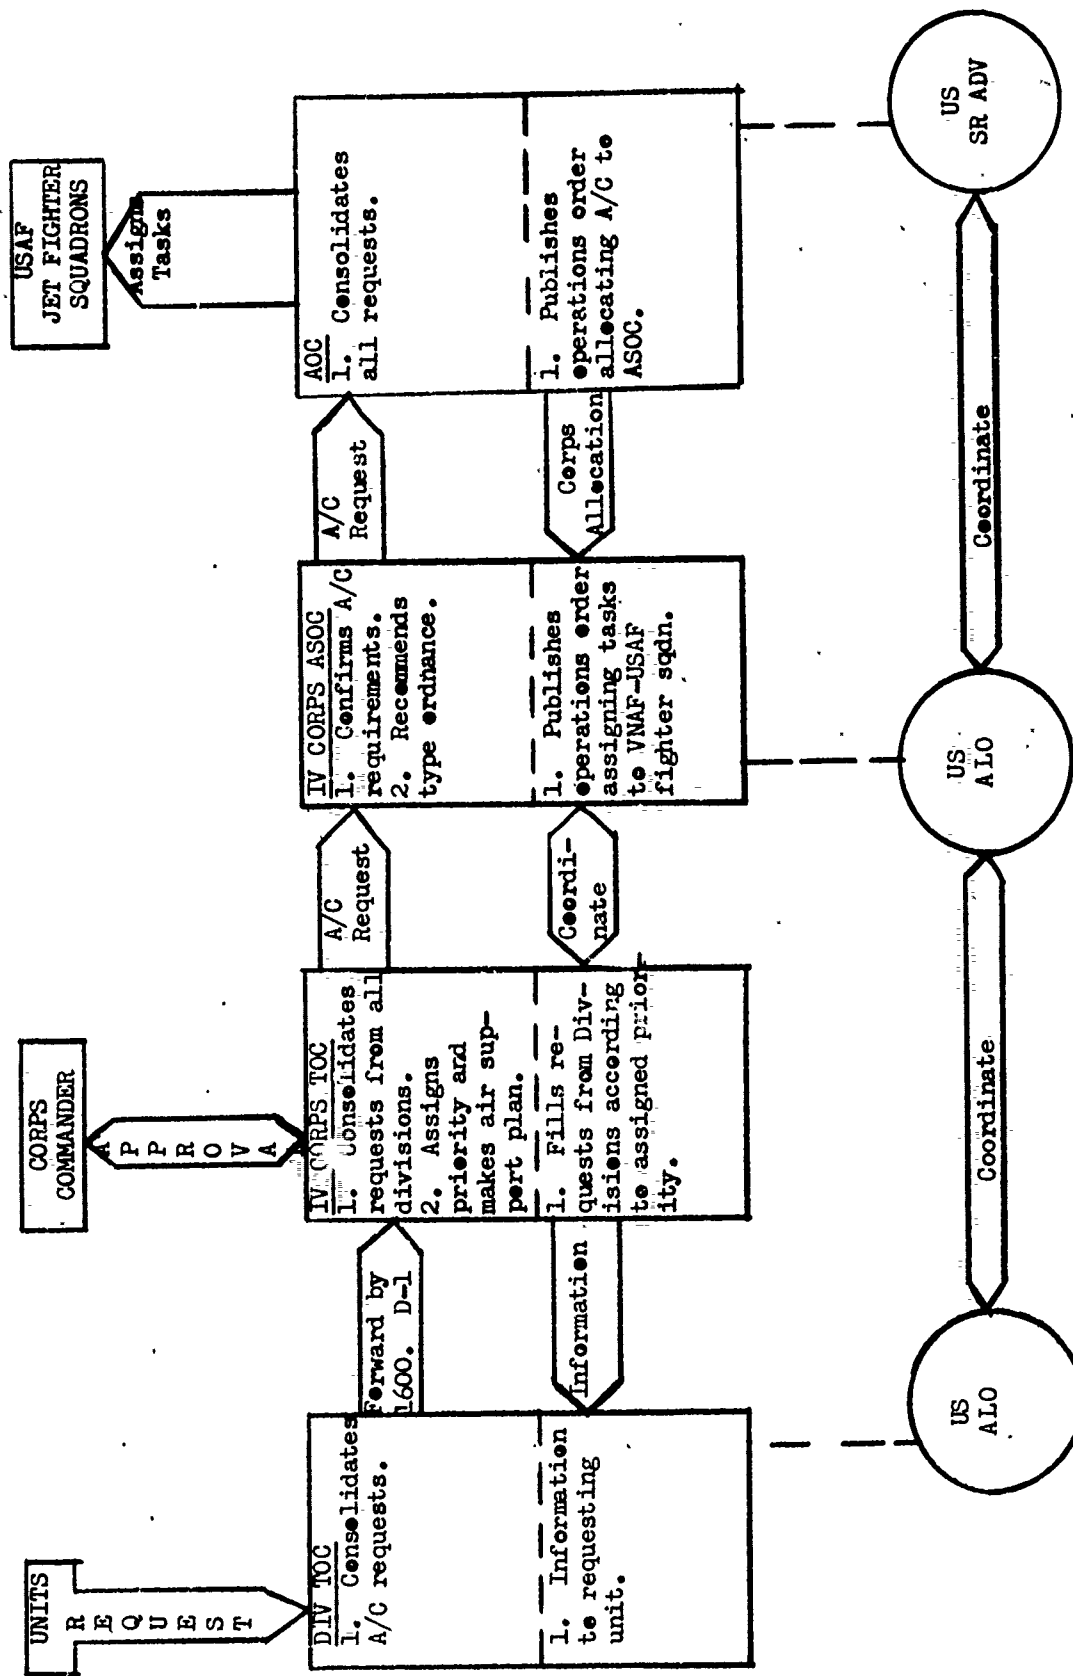 UNITS
R
E
Q
U
E
S
T
DIV TOC
1. Consolidates
A/C requests.
1. Information
to requesting
unit.
Forward by
1600. D-1
Information
CORPS
COMMANDER
A
P
P
R
O
V
A
IV CORPS TOC
1. Consolidates
requests from all
divisions.
2. Assigns
priority and
makes air sup-
port plan.
1. Fills re-
quests from Div-
isions according
to assigned prior-
ity.
A/C
Request
Coordi-
nate
IV CORPS ASOC
1. Confirms A/C
requirements.
2. Recommends
type ordnance.
1. Publishes
operations order
assigning tasks
to VNAF-USAF
fighter sqdn.
A/C
Request
Corps
Allocation
USAF
JET FIGHTER
SQUADRONS
Assigns
Tasks
AOC
1. Consolidates
all requests.
1. Publishes
operations order
allocating A/C to
ASOC.
US
ALO
Coordinate
US
ALO
Coordinate
US
SR ADV